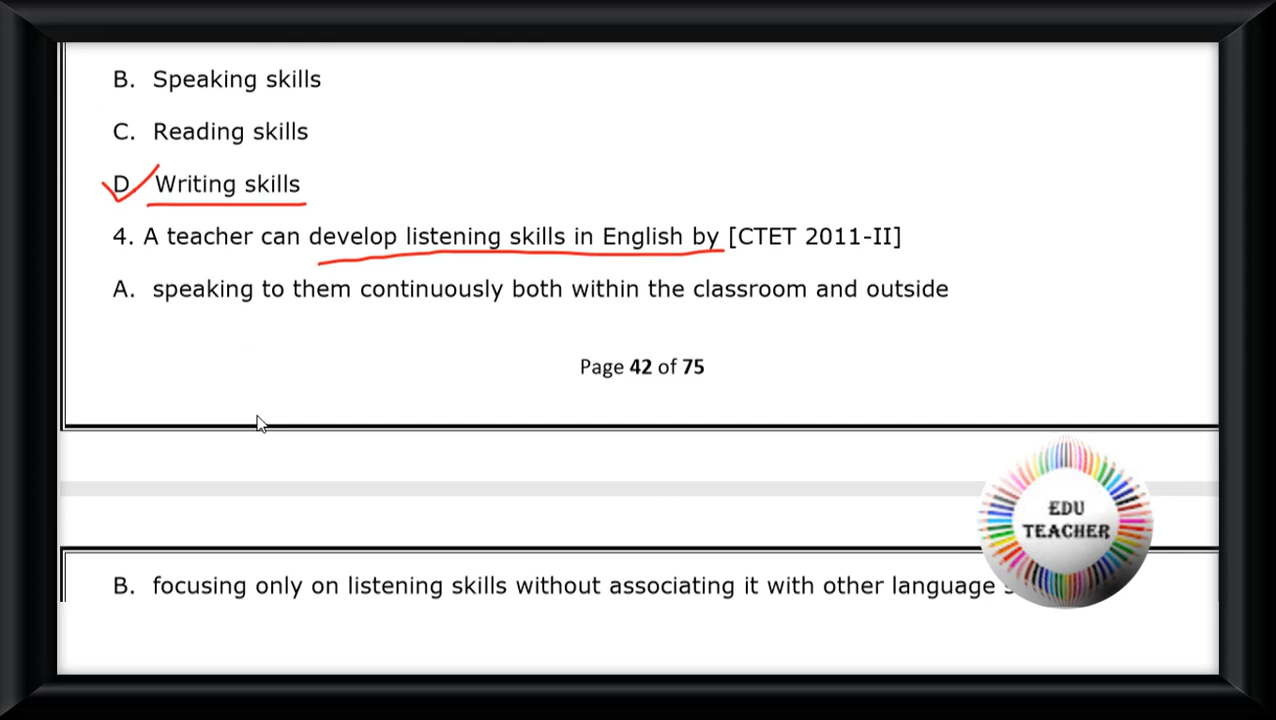 B. Speaking skills
C. Reading skills
D Writing skills
4. A teacher can develop listening skills in English by [CTET 2011-II]
A. speaking to them continuously both within the classroom and outside
Page 42 of 75
EDU
TEACHER
B. focusing only on listening skills without associating it with other language